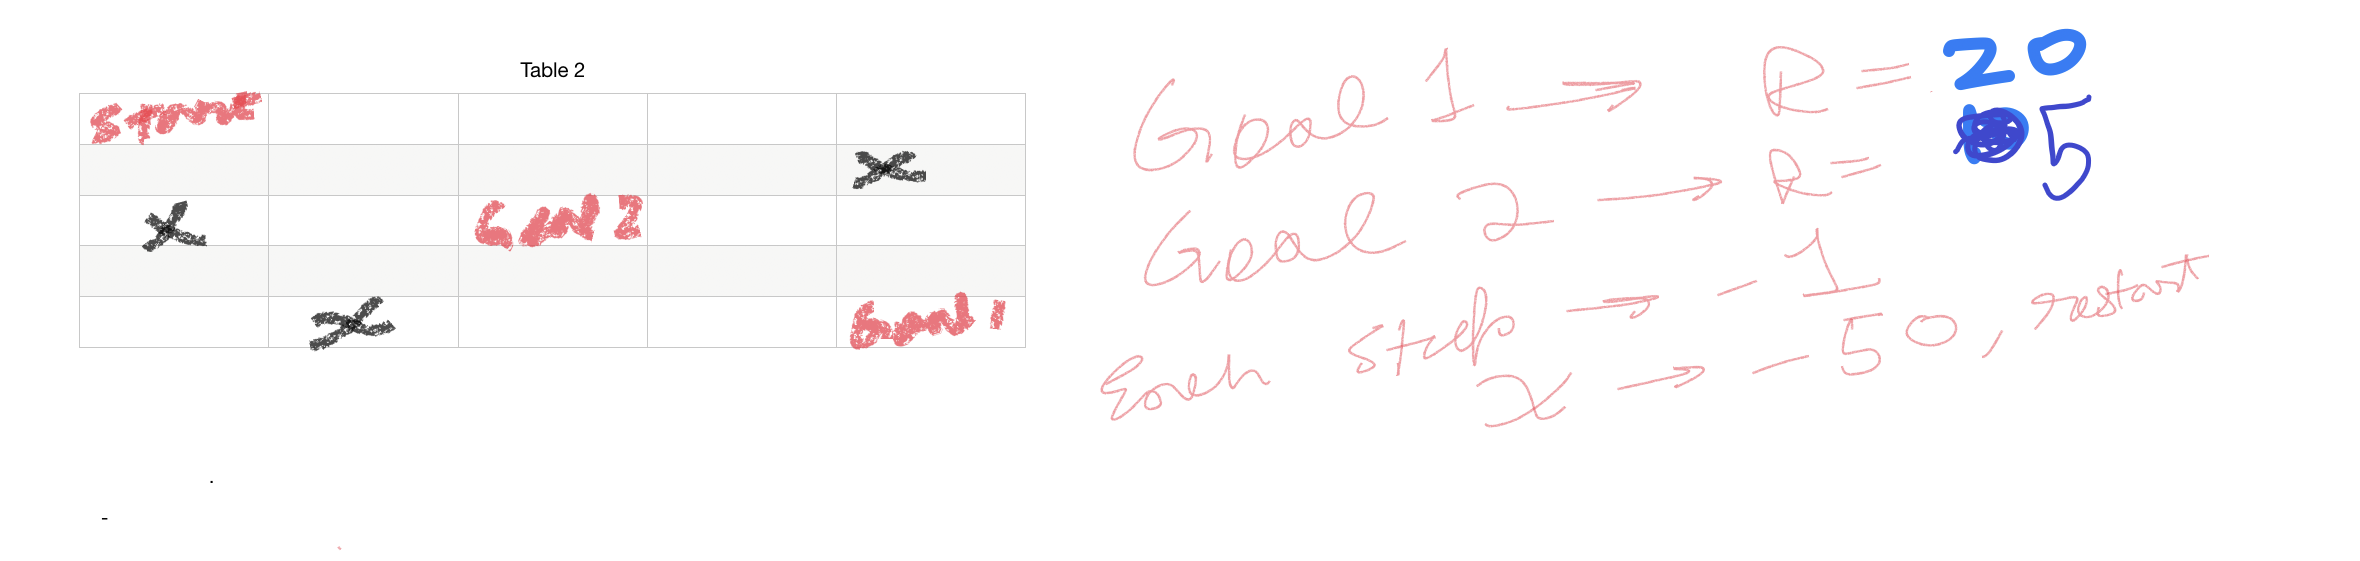 Table 2
START
X
X
GOAL 2
X
GOAL 1
Goal 1 → R = 20
Goal 2 → R = 5
Each step → -1
x → -50, restart